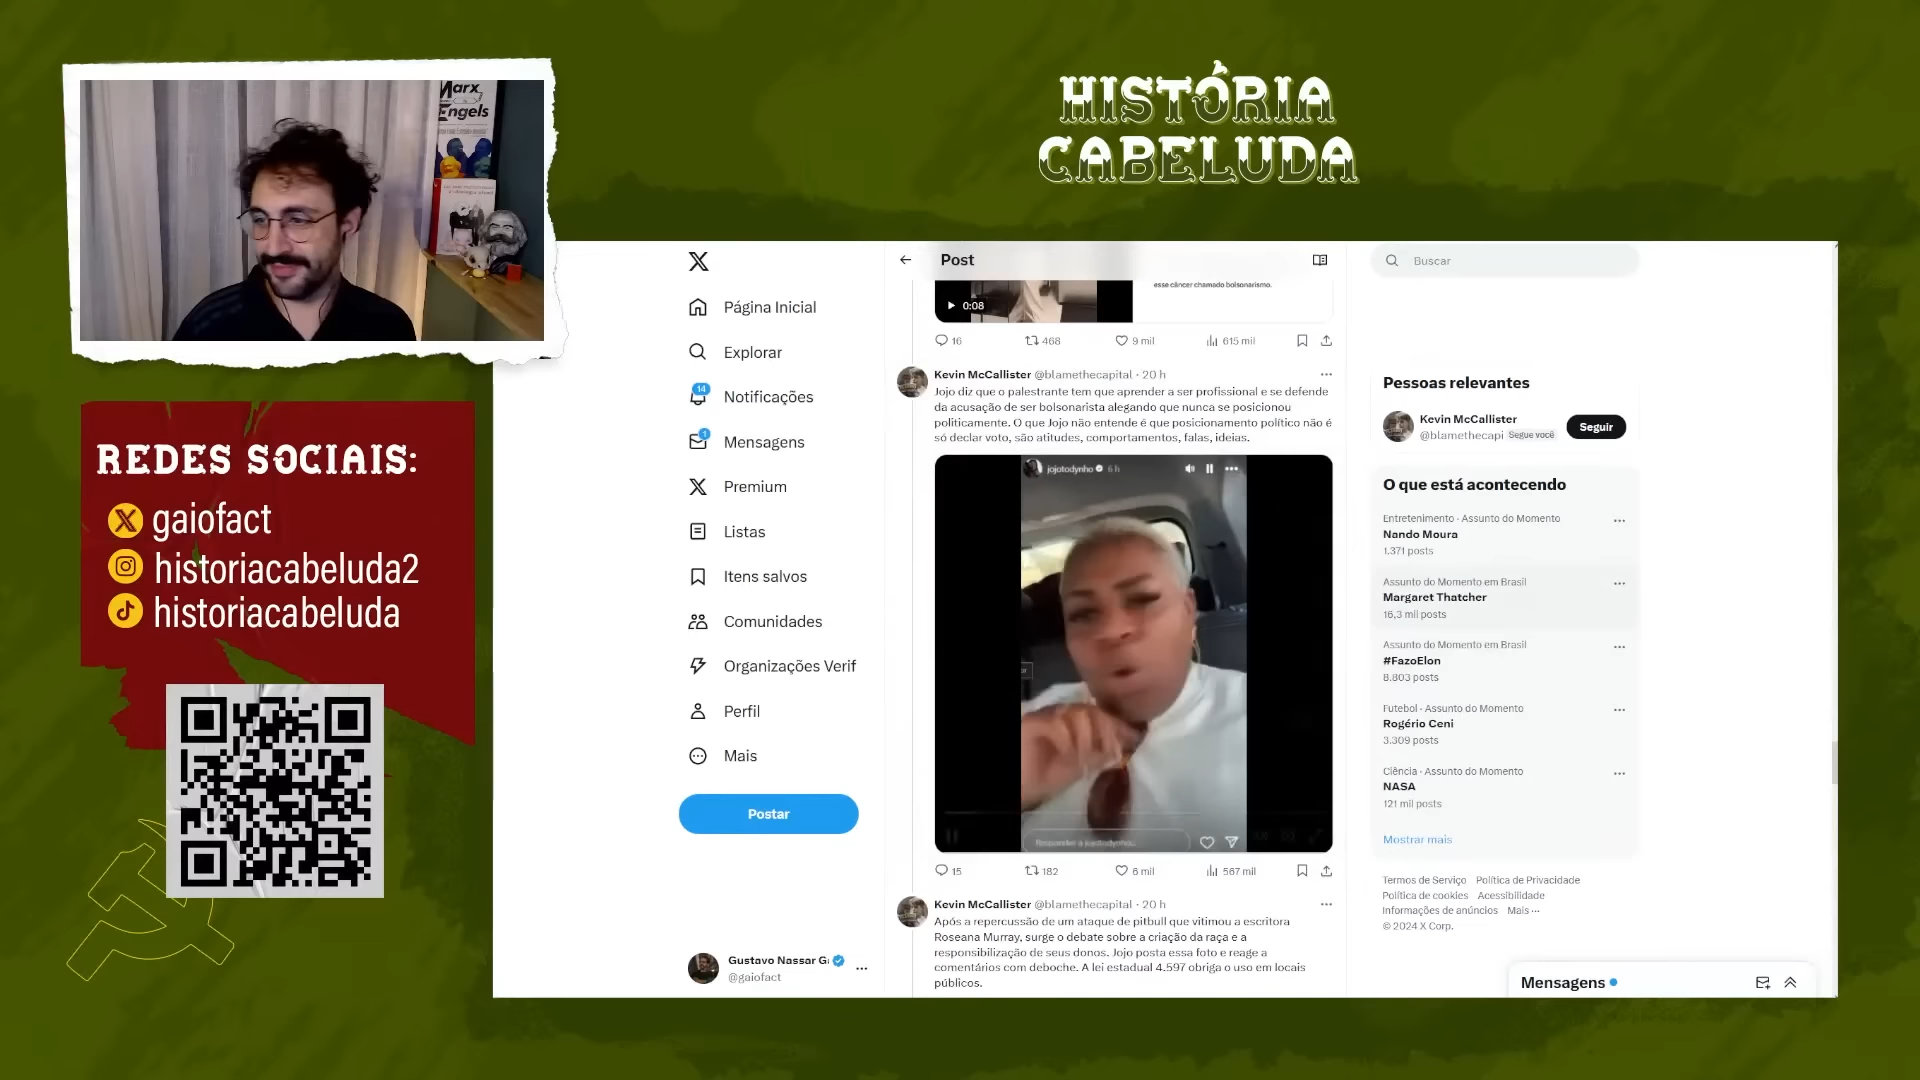 HISTÓRIA
CABELUDA
Marx
Engels
REDES SOCIAIS:
gaiofact
historiacabeluda2
historiacabeluda
Página Inicial
Explorar
14
Notificações
1
Mensagens
Premium
Listas
Itens salvos
Comunidades
Organizações Verif
Perfil
Mais
Postar
Gustavo Nassar G
@gaiofact
Post
esse câncer chamado bolsonarismo.
0:08
16 468 9 mil 615 mil
Kevin McCallister @blamethecapital · 20 h
Jojo diz que o palestrante tem que aprender a ser profissional e se defende
da acusação de ser bolsonarista alegando que nunca se posicionou
politicamente. O que Jojo não entende é que posicionamento político não é
só declar voto, são atitudes, comportamentos, falas, ideias.
jojotodynho 6 h
Responder a jojotodynho...
15 182 6 mil 567 mil
Kevin McCallister @blamethecapital · 20 h
Após a repercussão de um ataque de pitbull que vitimou a escritora
Roseana Murray, surge o debate sobre a criação da raça e a
responsibilização de seus donos. Jojo posta essa foto e reage a
comentários com deboche. A lei estadual 4.597 obriga o uso em locais
públicos.
Buscar
Pessoas relevantes
Kevin McCallister
@blamethecapi Segue você
Seguir
O que está acontecendo
Entretenimento · Assunto do Momento
Nando Moura
1.371 posts
Assunto do Momento em Brasil
Margaret Thatcher
16,3 mil posts
Assunto do Momento em Brasil
#FazoElon
8.803 posts
Futebol · Assunto do Momento
Rogério Ceni
3.309 posts
Ciência · Assunto do Momento
NASA
121 mil posts
Mostrar mais
Termos de Serviço Política de Privacidade
Política de cookies Acessibilidade
Informações de anúncios Mais ···
© 2024 X Corp.
Mensagens